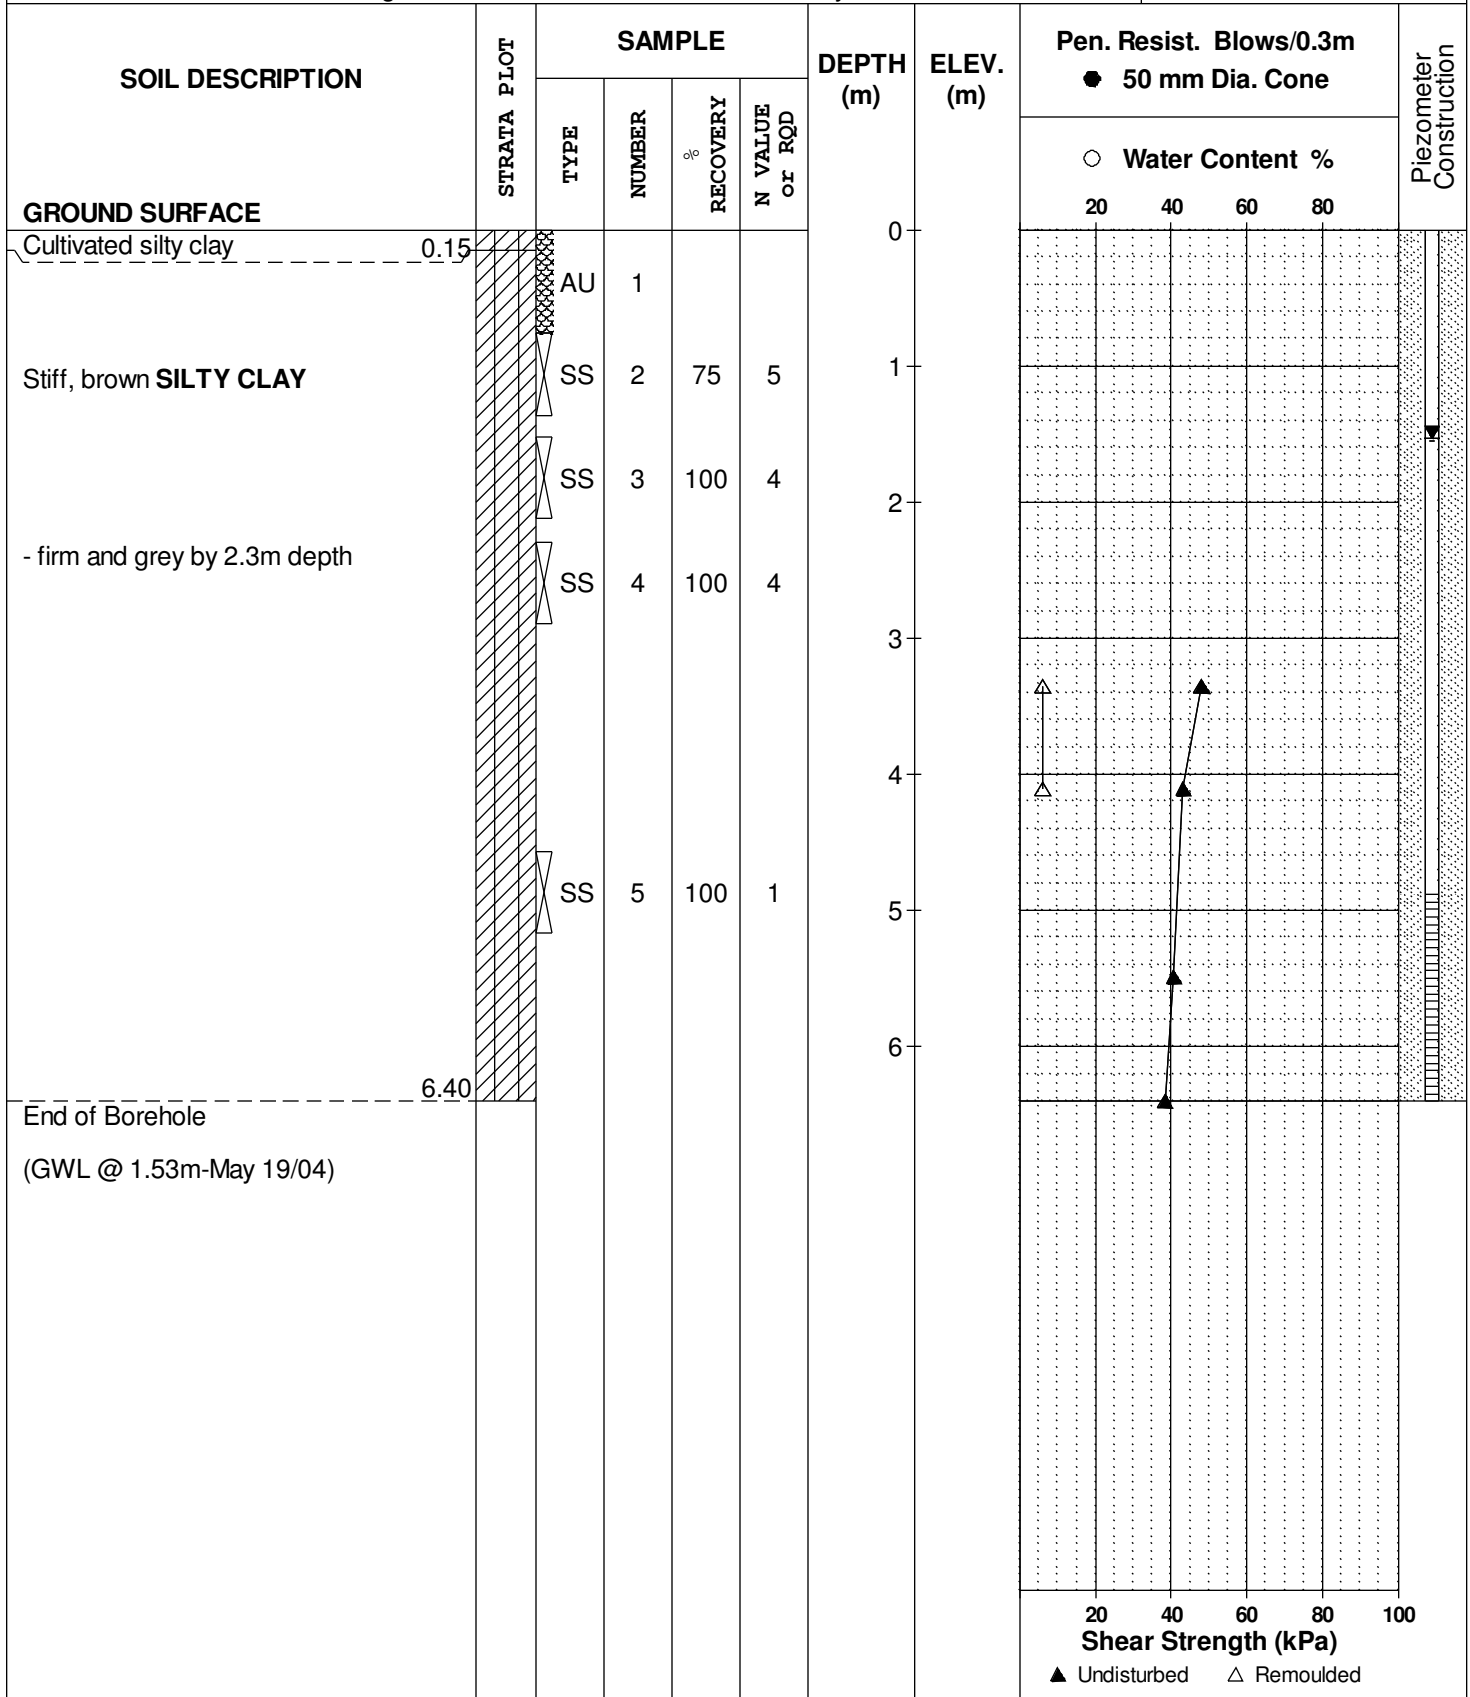 SOIL DESCRIPTION
STRATA PLOT
SAMPLE
TYPE
NUMBER
% RECOVERY
N VALUE or RQD
DEPTH (m)
ELEV. (m)
Pen. Resist. Blows/0.3m
● 50 mm Dia. Cone
○ Water Content %
20 40 60 80
Piezometer Construction
GROUND SURFACE
0
Cultivated silty clay 0.15
AU 1
1
Stiff, brown SILTY CLAY
SS 2 75 5
SS 3 100 4
2
- firm and grey by 2.3m depth
SS 4 100 4
3
4
SS 5 100 1
5
6
6.40
End of Borehole
(GWL @ 1.53m-May 19/04)
20 40 60 80 100
Shear Strength (kPa)
▲ Undisturbed △ Remoulded